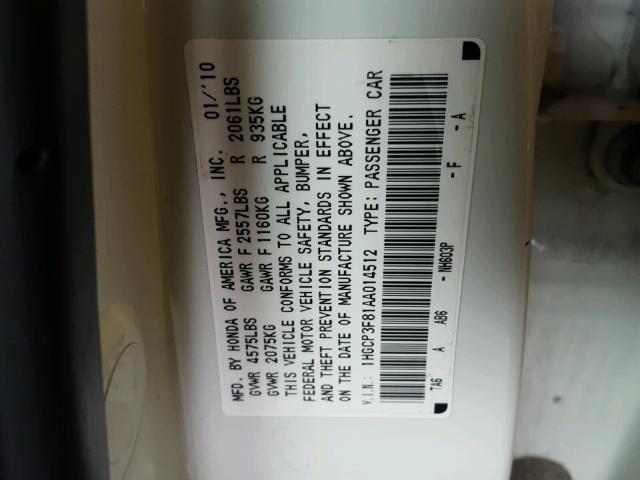 MFD. BY HONDA OF AMERICA MFG., INC. 01/'10
GVWR 4575LBS GAWR F 2557LBS R 2061LBS
GVWR 2075KG GAWR F 1160KG R 935KG
THIS VEHICLE CONFORMS TO ALL APPLICABLE
FEDERAL MOTOR VEHICLE SAFETY, BUMPER,
AND THEFT PREVENTION STANDARDS IN EFFECT
ON THE DATE OF MANUFACTURE SHOWN ABOVE.
V.I.N.: 1HGCP3F81AA014512 TYPE: PASSENGER CAR
TA6 A AB6 - NH603P - F - A